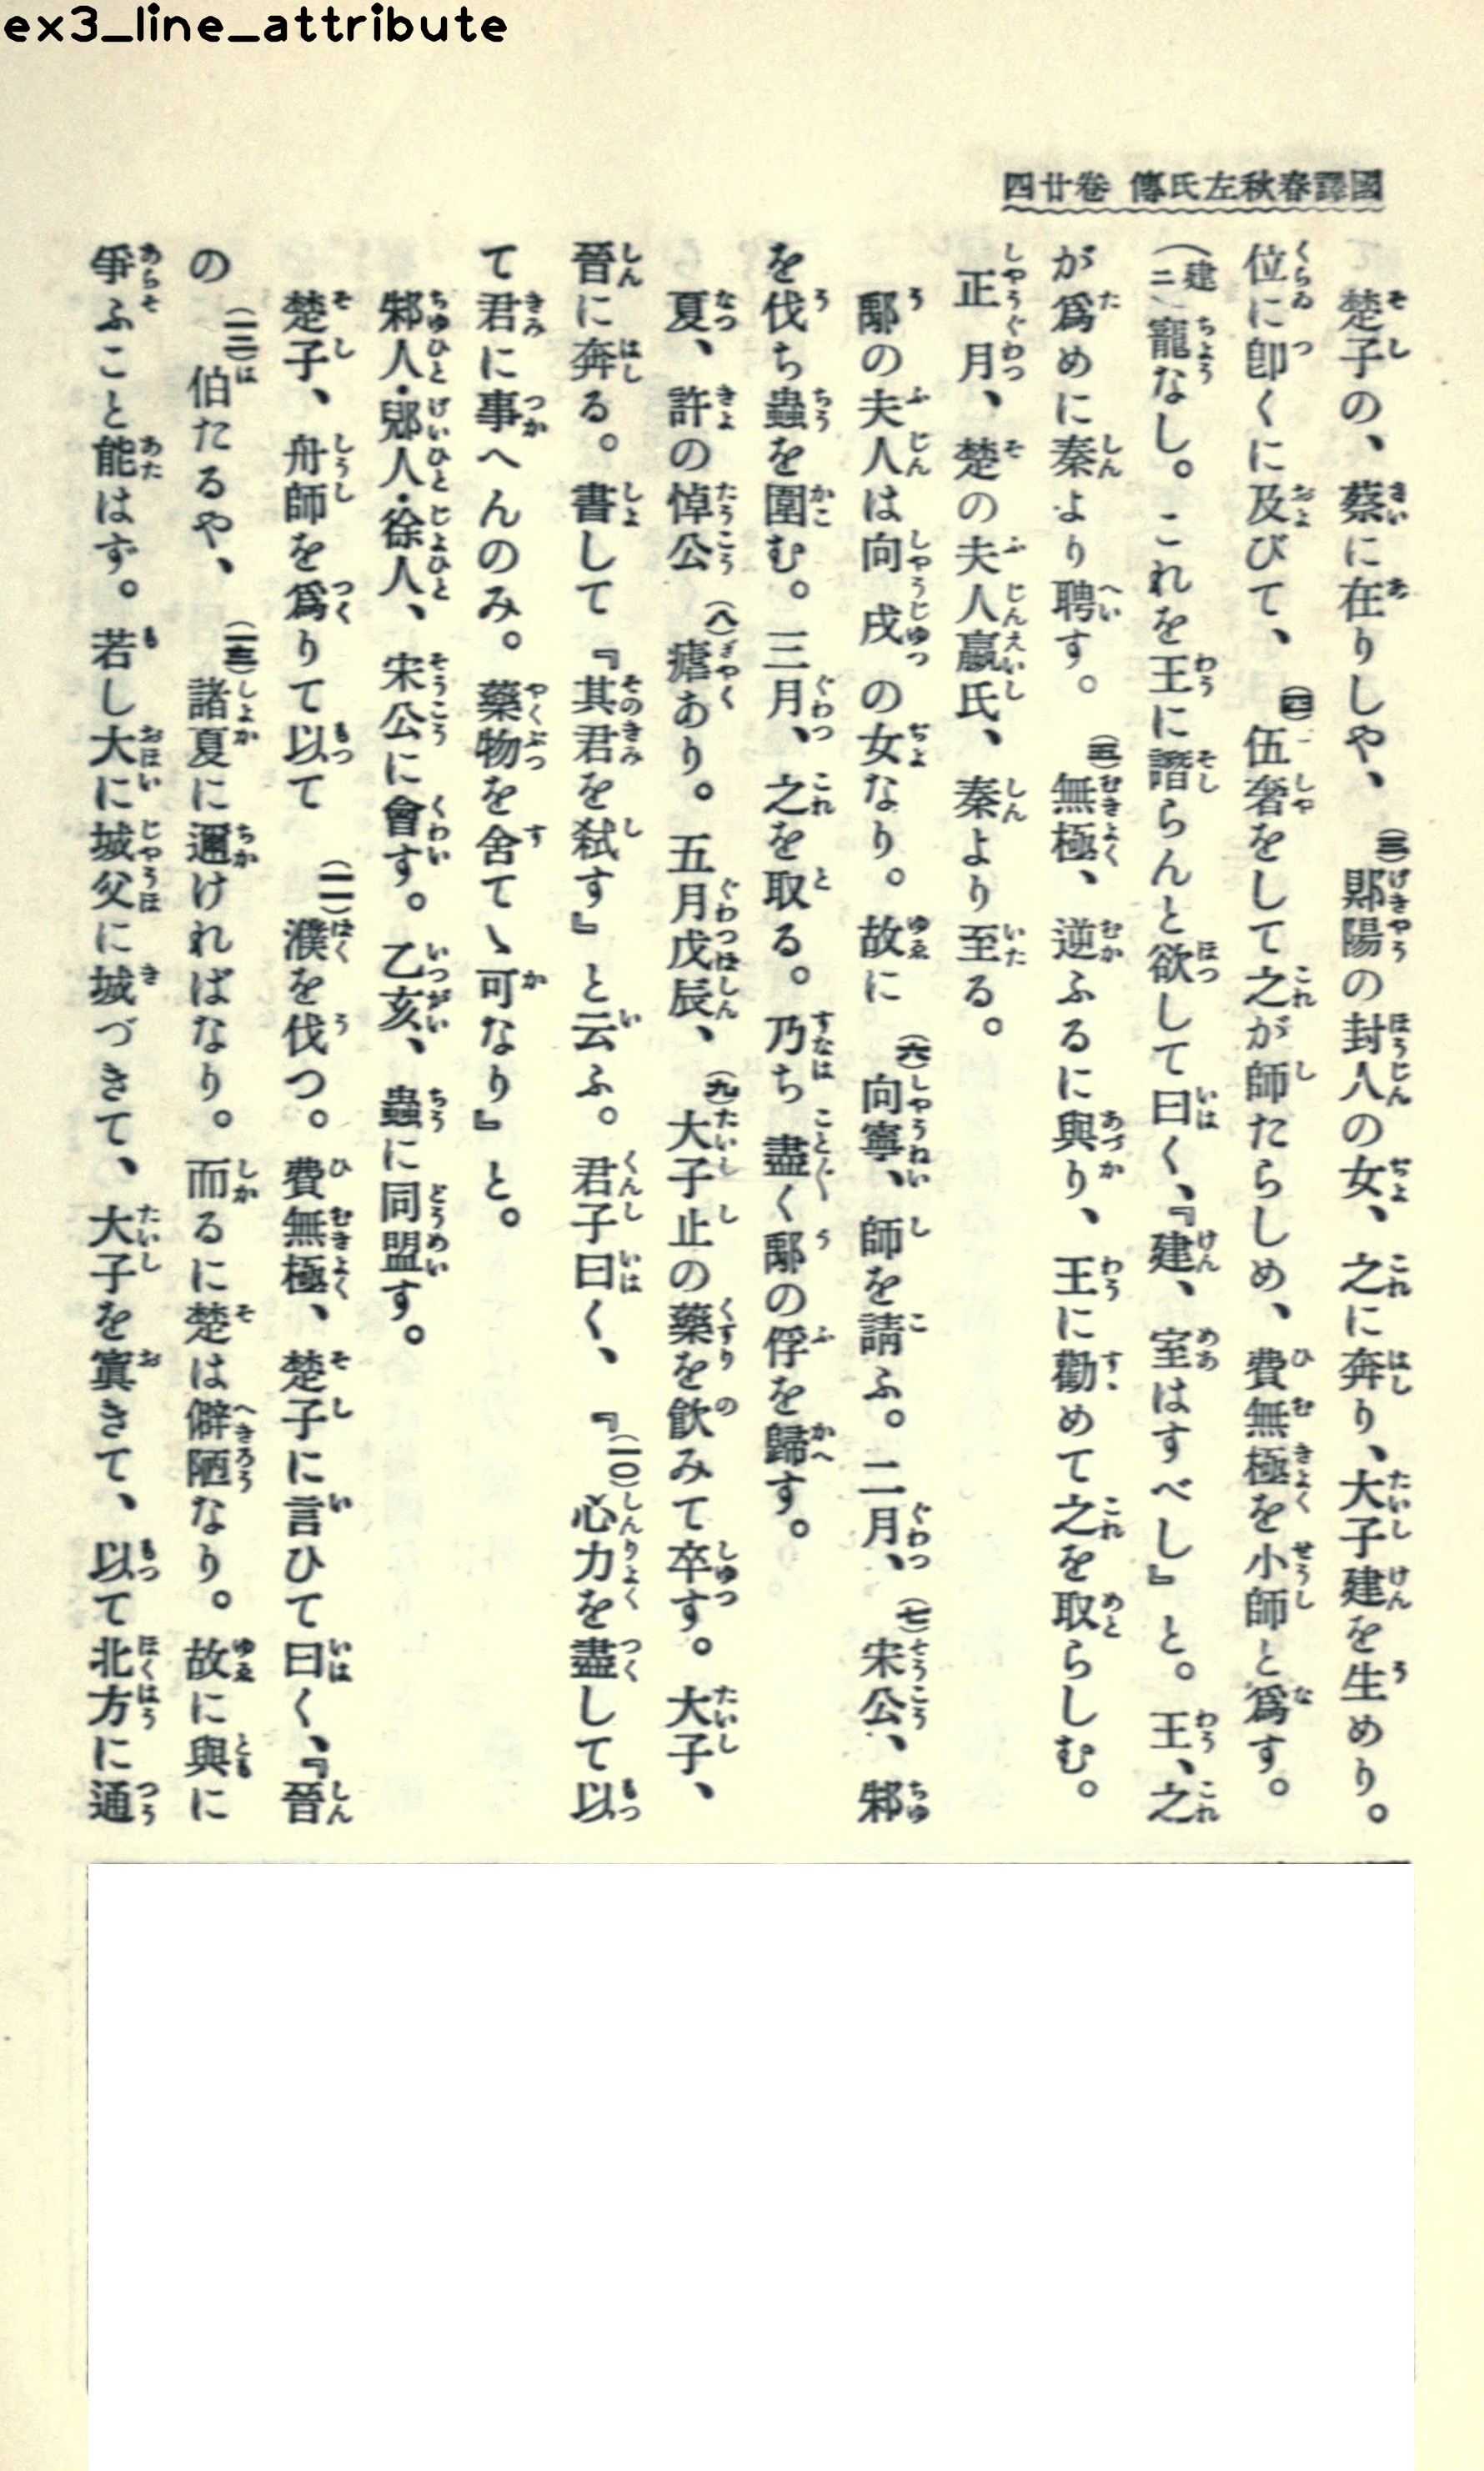 ex3_line_attribute
國譯春秋左氏傳 卷廿四
楚子の、蔡に在りしや、(三)郹陽の封人の女、之に奔り、大子建を生めり。
位に卽くに及びて、(四)伍奢をして之が師たらしめ、費無極を小師と爲す。
(建ニ)寵なし。これを王に譖らんと欲して曰く、『建、室はすべし』と。王、之
が爲めに秦より聘す。(五)無極、逆ふるに與り、王に勸めて之を取らしむ。
正月、楚の夫人嬴氏、秦より至る。
鄅の夫人は向戌の女なり。故に(六)向寧、師を請ふ。二月、(七)宋公、邾
を伐ち蟲を圍む。三月、之を取る。乃ち盡く鄅の俘を歸す。
夏、許の悼公(八)瘧あり。五月戊辰、(九)大子止の藥を飮みて卒す。大子、
晉に奔る。書して『其君を弑す』と云ふ。君子曰く、『(一〇)心力を盡して以
て君に事へんのみ。藥物を舍てゝ可なり』と。
邾人・郳人・徐人、宋公に會す。乙亥、蟲に同盟す。
楚子、舟師を爲りて以て(一一)濮を伐つ。費無極、楚子に言ひて曰く、『晉
の(一二)伯たるや、(一三)諸夏に邇ければなり。而るに楚は僻陋なり。故に與に
爭ふこと能はず。若し大に城父に城づきて、大子を寘きて、以て北方に通